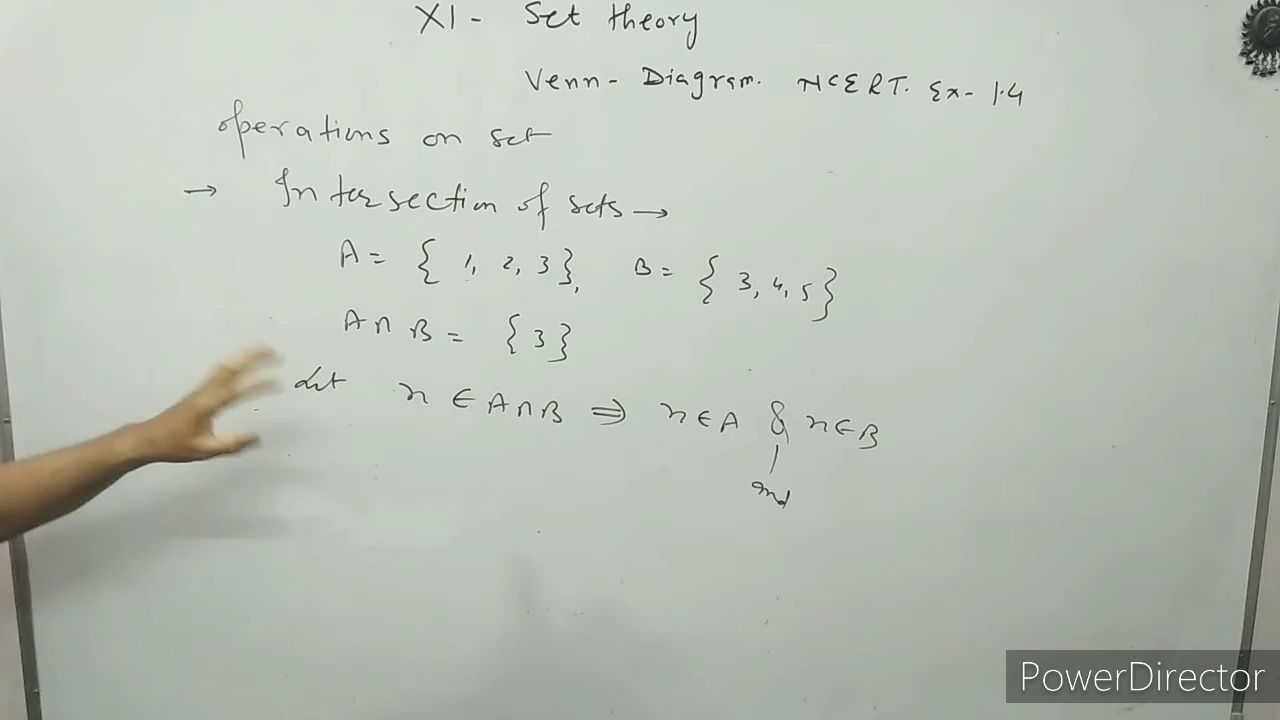 XI - Set theory
Venn - Diagram. NCERT. Ex - 1.4
operations on set
→ Intersection of sets →
A = { 1, 2, 3 }, B = { 3, 4, 5 }
A ∩ B = { 3 }
Let x ∈ A ∩ B ⇒ x ∈ A & x ∈ B
and
PowerDirector